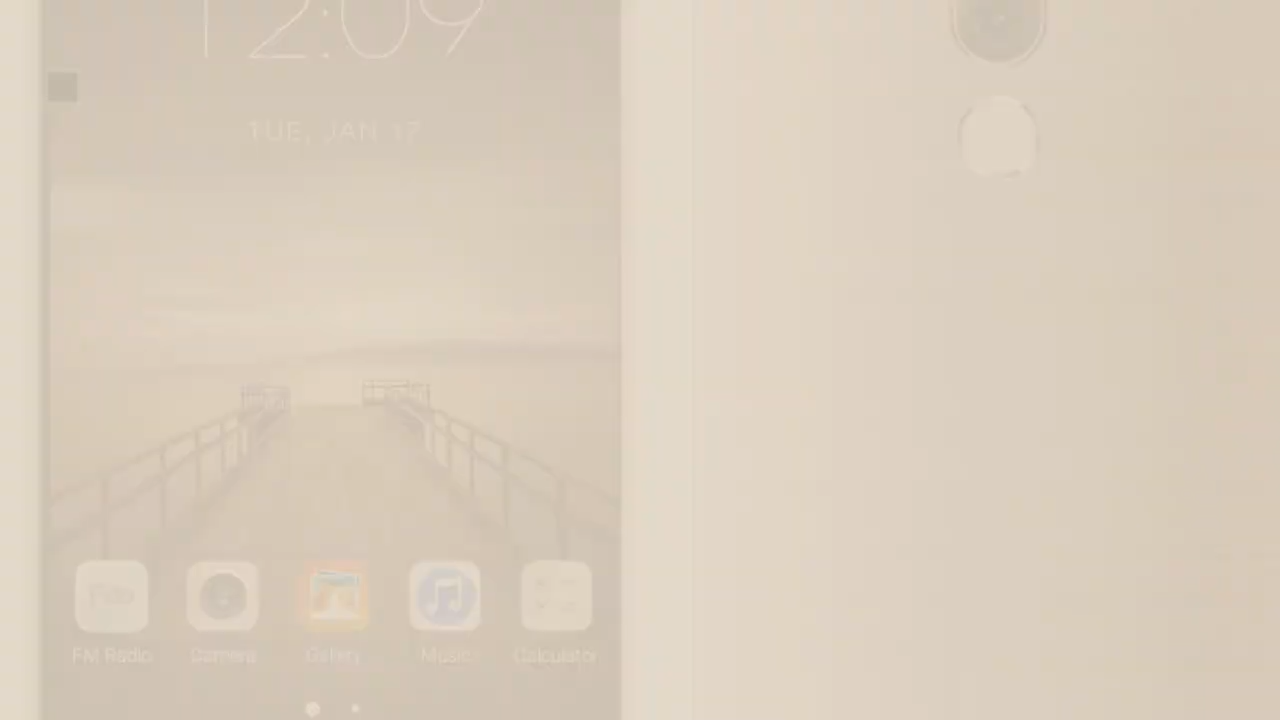 12:09
TUE, JAN 17
FM Radio
Camera
Gallery
Music
Calculator